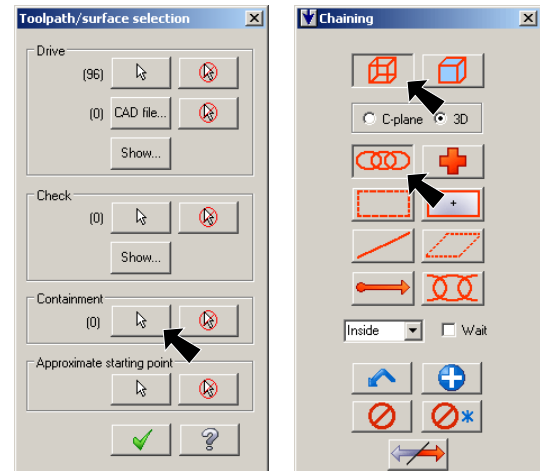 Toolpath/surface selection
Drive
(96)
(0) CAD file...
Show...
Check
(0)
Show...
Containment
(0)
Approximate starting point
Chaining
C-plane 3D
Inside Wait